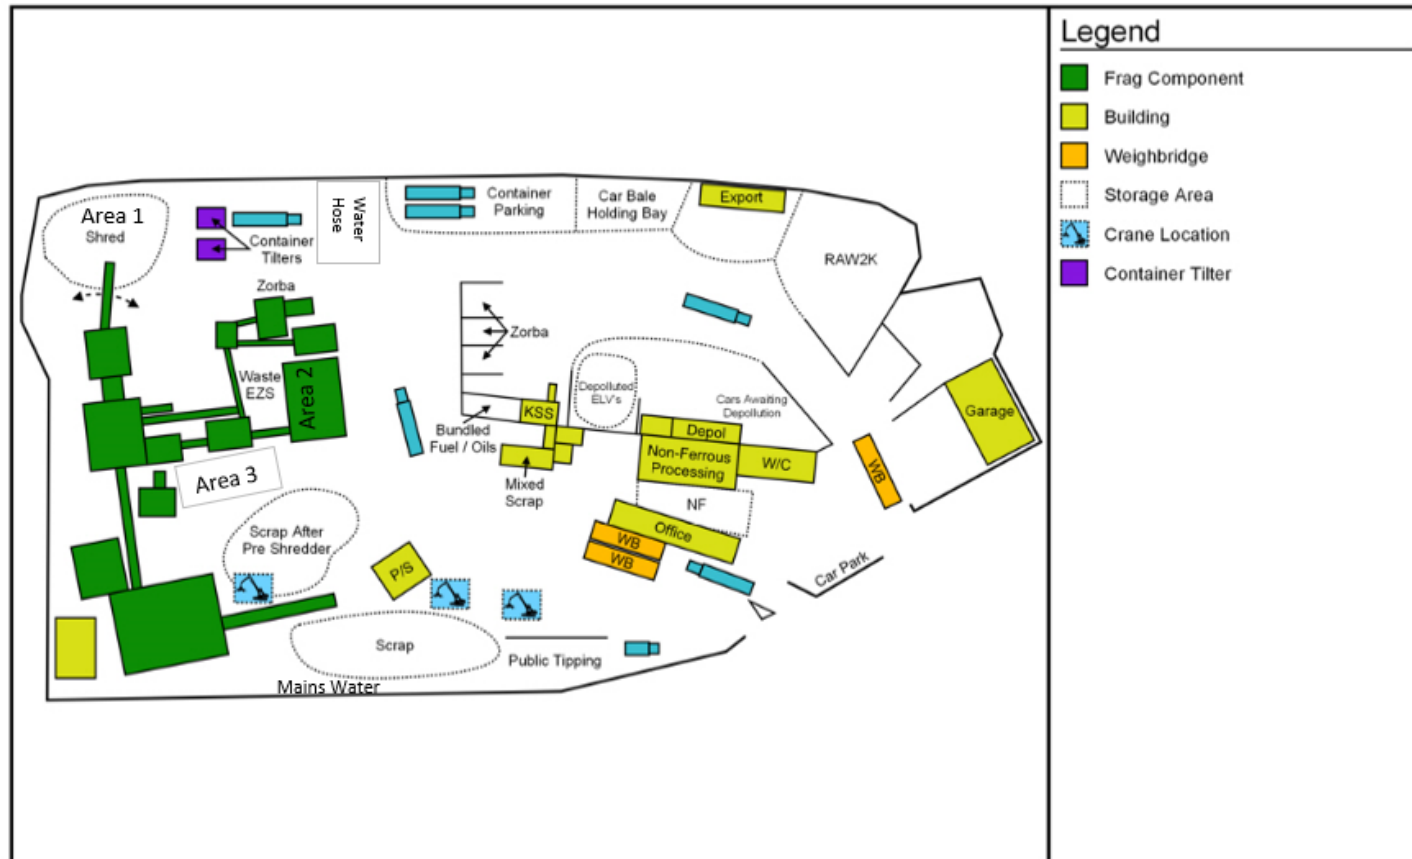 Legend
Frag Component
Building
Weighbridge
Storage Area
Crane Location
Container Tilter
Area 1
Shred
Container
Tilters
Water
Hose
Container
Parking
Car Bale
Holding Bay
Export
RAW2K
Zorba
Waste
EZS
Area 2
Area 3
Zorba
Bundled
Fuel / Oils
KSS
Mixed
Scrap
Depolluted
ELV's
Cars Awaiting
Depollution
Depol
Non-Ferrous
Processing
W/C
NF
Office
WB
WB
WB
Garage
Car Park
Scrap After
Pre Shredder
P/S
Scrap
Public Tipping
Mains Water